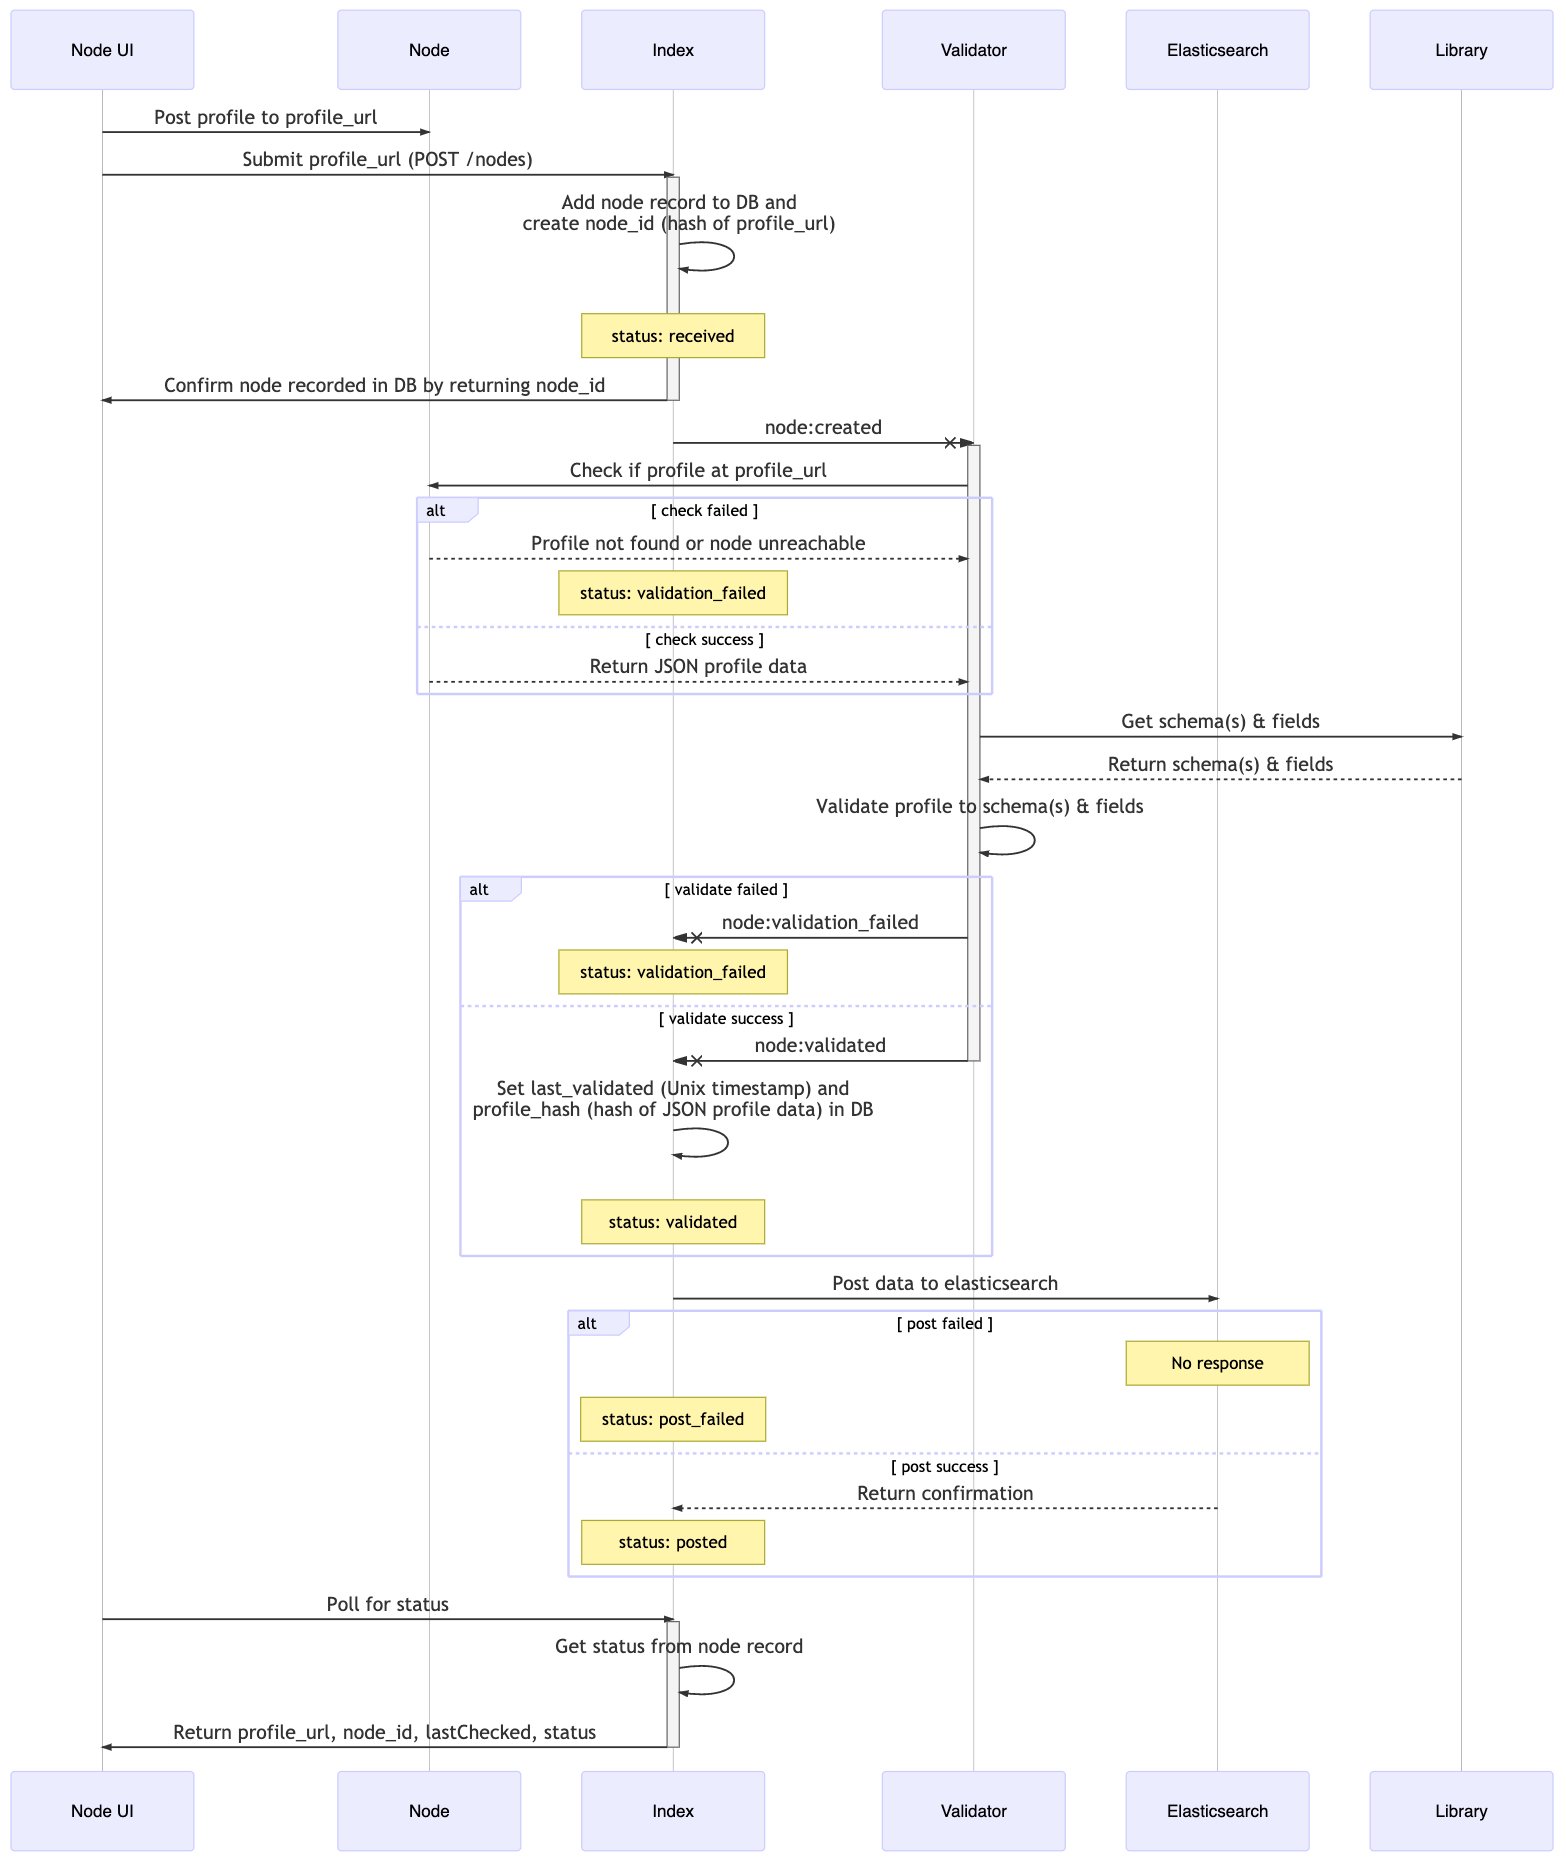 Node UI
Node
Index
Validator
Elasticsearch
Library
Post profile to profile_url
Submit profile_url (POST /nodes)
Add node record to DB and
create node_id (hash of profile_url)
status: received
Confirm node recorded in DB by returning node_id
node:created
Check if profile at profile_url
alt
[ check failed ]
Profile not found or node unreachable
status: validation_failed
[ check success ]
Return JSON profile data
Get schema(s) & fields
Return schema(s) & fields
Validate profile to schema(s) & fields
alt
[ validate failed ]
node:validation_failed
status: validation_failed
[ validate success ]
node:validated
Set last_validated (Unix timestamp) and
profile_hash (hash of JSON profile data) in DB
status: validated
Post data to elasticsearch
alt
[ post failed ]
No response
status: post_failed
[ post success ]
Return confirmation
status: posted
Poll for status
Get status from node record
Return profile_url, node_id, lastChecked, status
Node UI
Node
Index
Validator
Elasticsearch
Library